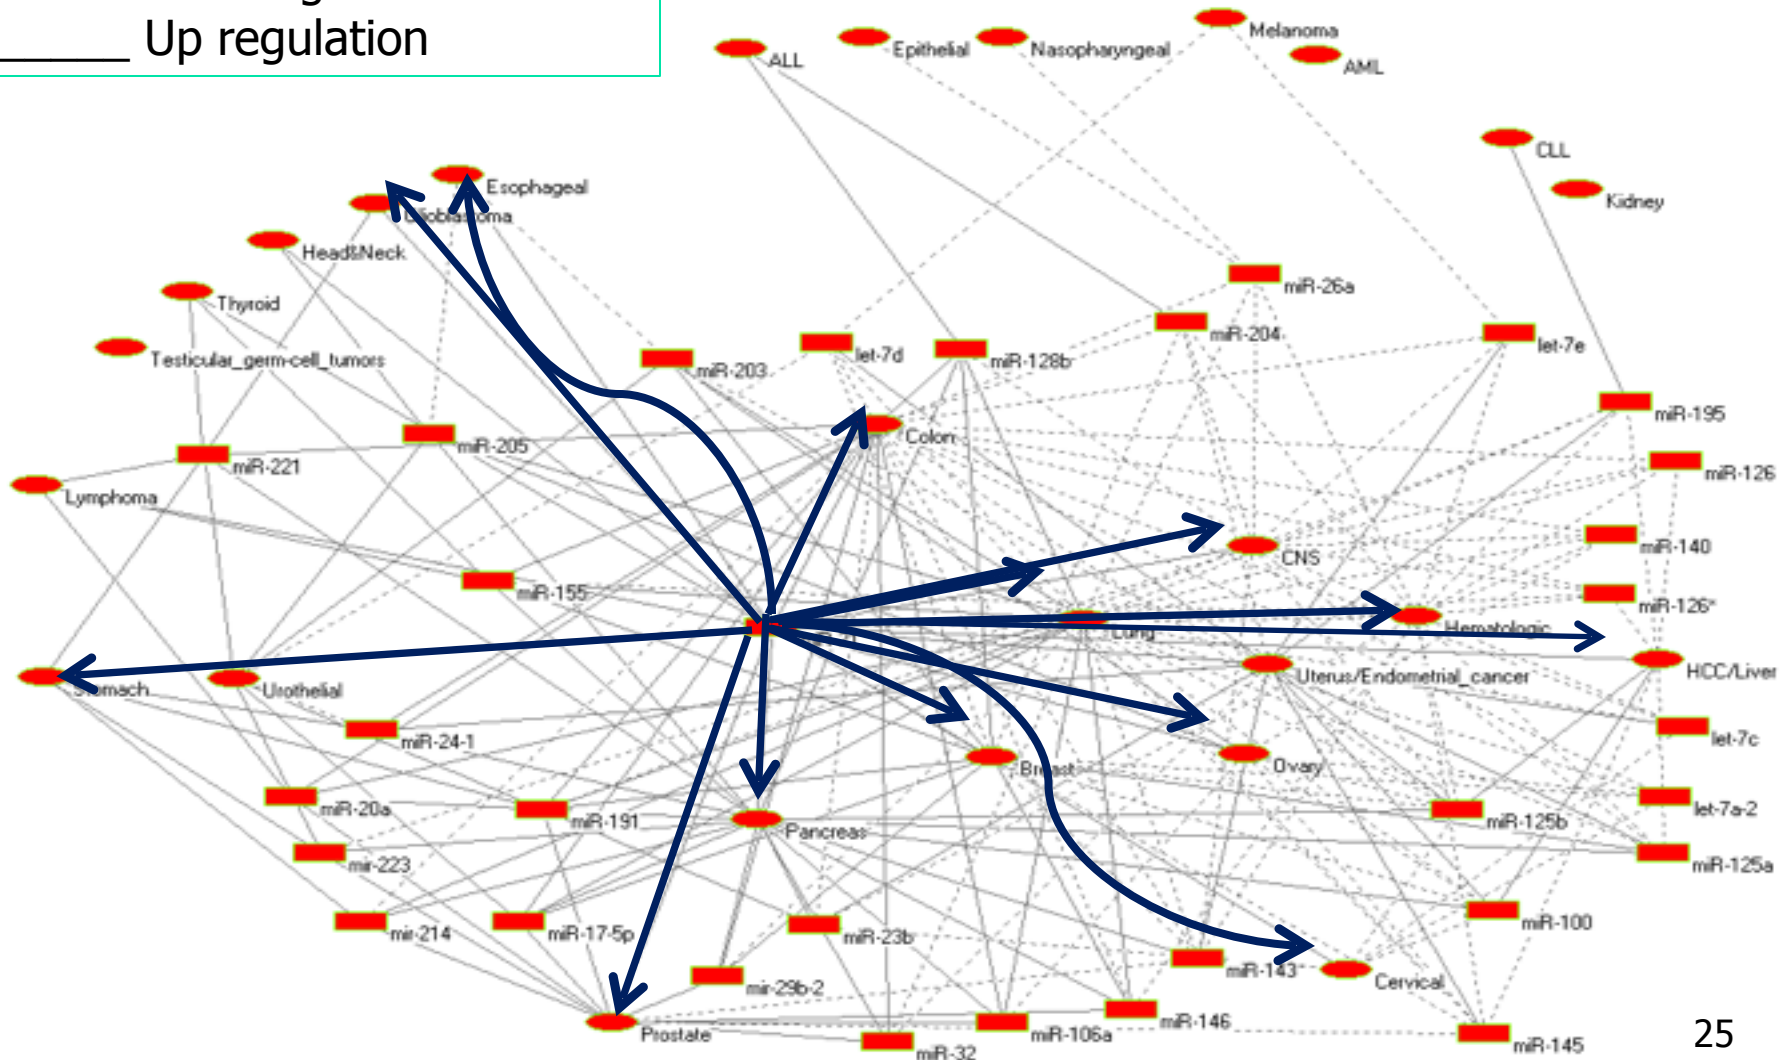 _____ Up regulation
Melanoma
ALL
Epithelial
Nasopharyngeal
AML
CLL
Kidney
Esophageal
Glioblastoma
Head&Neck
Thyroid
Testicular_germ-cell_tumors
miR-26a
miR-204
let-7e
miR-203
let-7d
miR-128b
miR-195
Colon
miR-205
miR-221
miR-126
Lymphoma
miR-140
CNS
miR-155
miR-126*
Lung
Hematologic
HCC/Liver
Uterus/Endometrial_cancer
Stomach
Urothelial
miR-24-1
let-7c
Breast
Ovary
miR-20a
miR-191
Pancreas
miR-125b
let-7a-2
mir-223
miR-125a
mir-214
miR-17-5p
miR-23b
miR-100
miR-143
Cervical
mir-29b-2
Prostate
miR-106a
miR-146
miR-32
miR-145
25